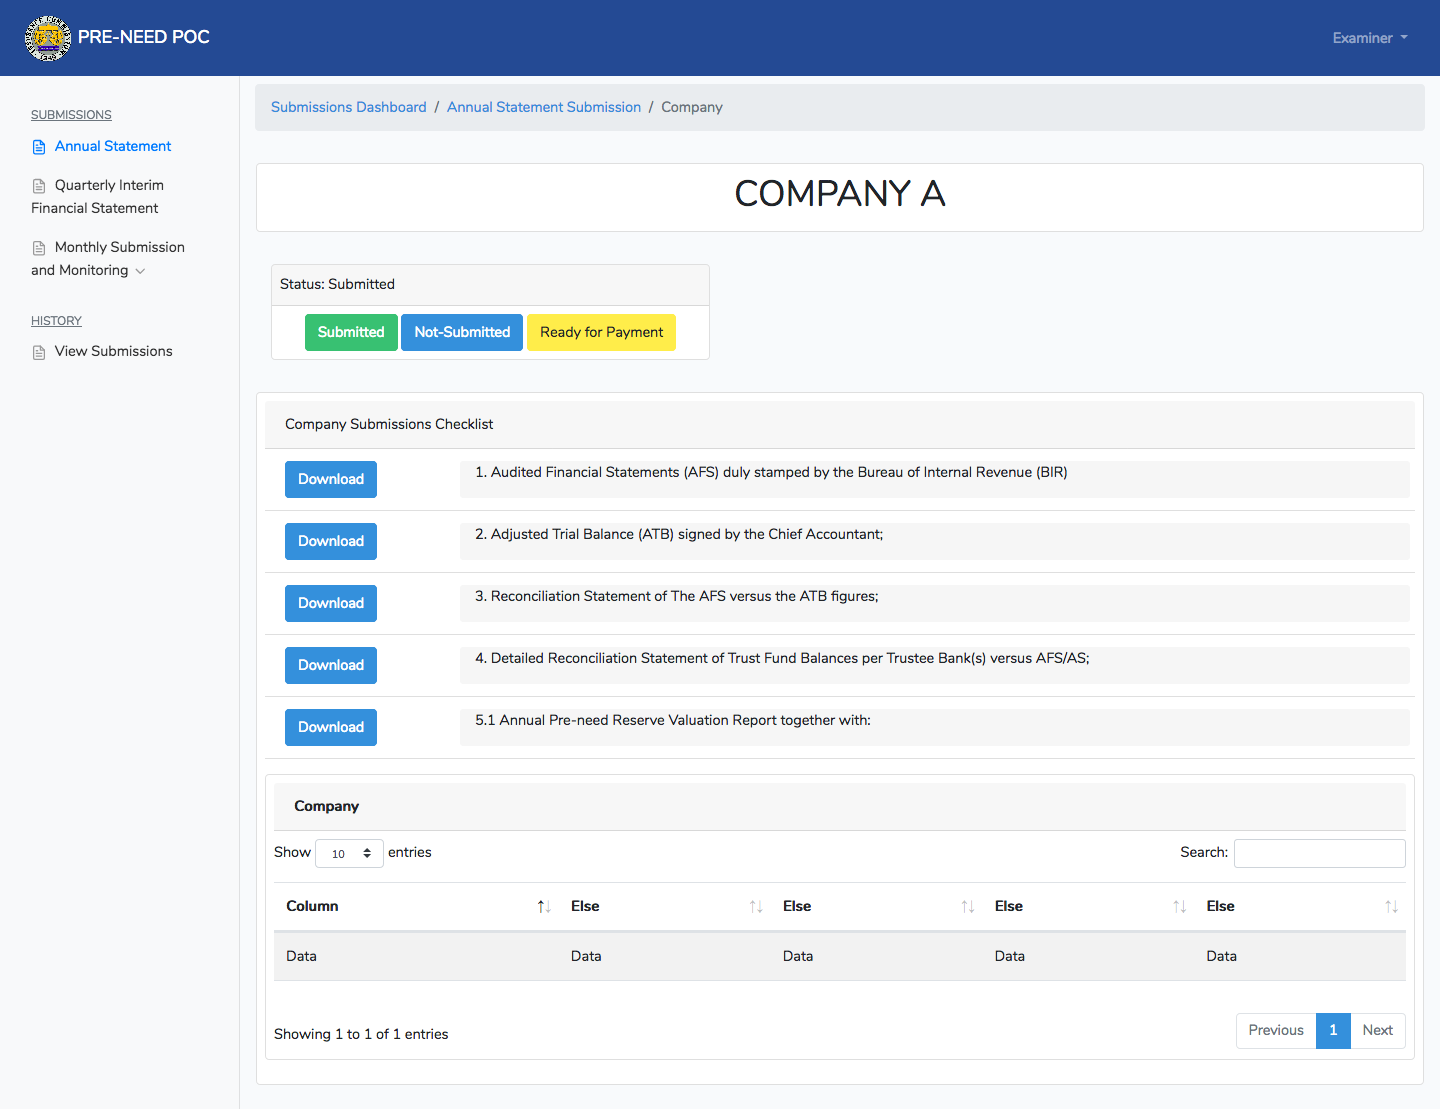 PRE-NEED POC
Examiner
SUBMISSIONS
Annual Statement
Quarterly Interim
Financial Statement
Monthly Submission
and Monitoring
HISTORY
View Submissions
Submissions Dashboard / Annual Statement Submission / Company
COMPANY A
Status: Submitted
Submitted Not-Submitted Ready for Payment
Company Submissions Checklist
Download 1. Audited Financial Statements (AFS) duly stamped by the Bureau of Internal Revenue (BIR)
Download 2. Adjusted Trial Balance (ATB) signed by the Chief Accountant;
Download 3. Reconciliation Statement of The AFS versus the ATB figures;
Download 4. Detailed Reconciliation Statement of Trust Fund Balances per Trustee Bank(s) versus AFS/AS;
Download 5.1 Annual Pre-need Reserve Valuation Report together with:
Company
Show 10 entries Search:
Column Else Else Else Else
Data Data Data Data Data
Showing 1 to 1 of 1 entries Previous 1 Next